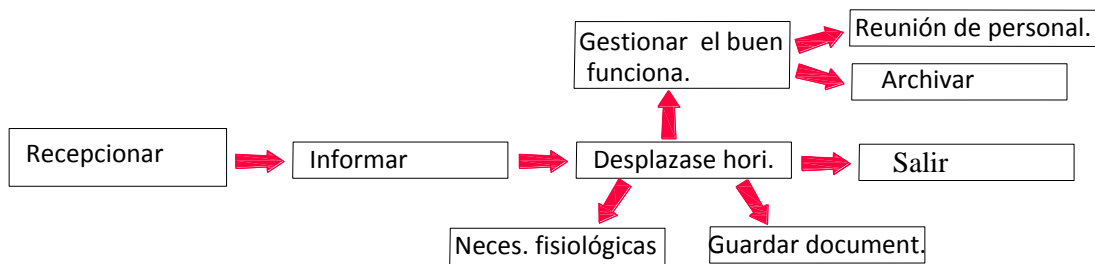 Reunión de personal.
Gestionar el buen
funciona.
Archivar
Recepcionar
Informar
Desplazase hori.
Salir
Neces. fisiológicas
Guardar document.